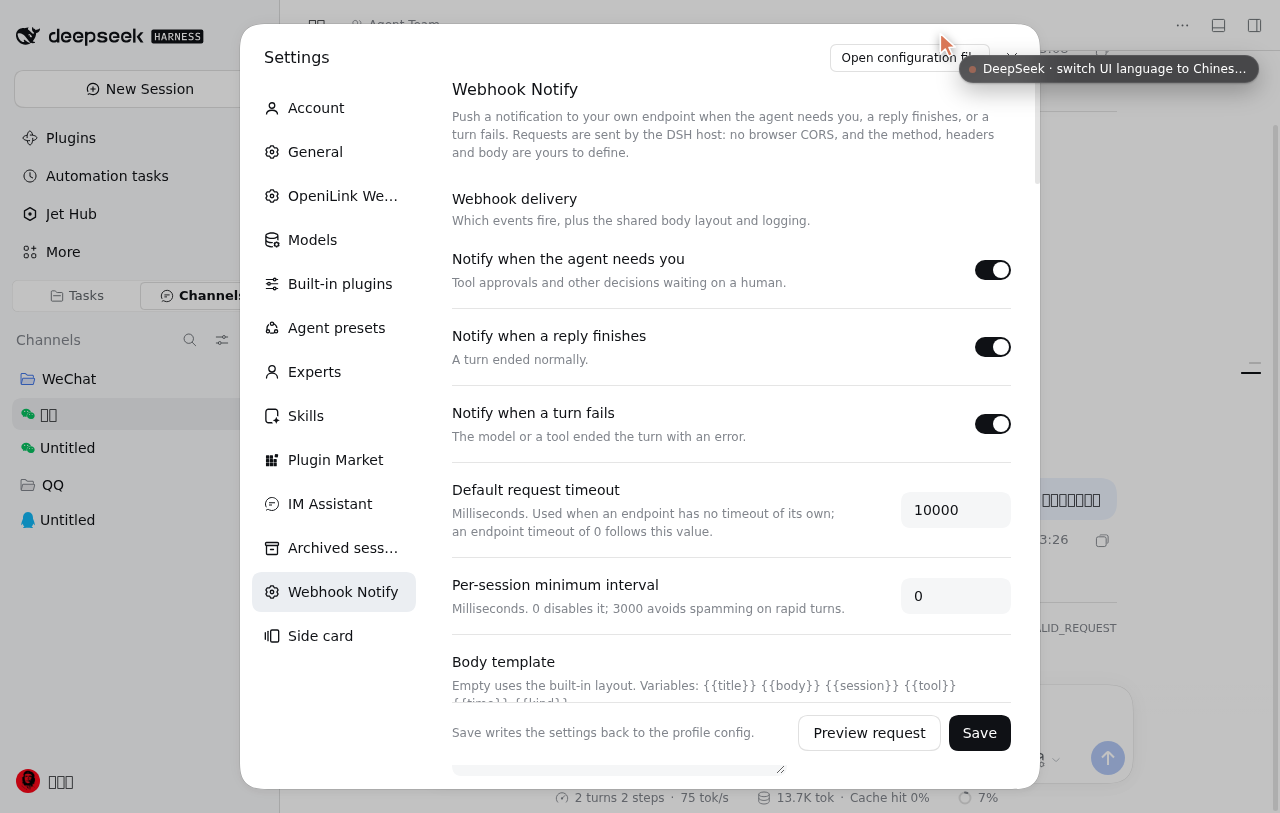 deepseek HARNESS
New Session
Plugins
Automation tasks
Jet Hub
More
Tasks
Channels
Channels
WeChat
Untitled
QQ
Untitled
Agent Team
Settings
Open configuration fil
DeepSeek · switch UI language to Chines...
Account
General
OpeniLink We...
Models
Built-in plugins
Agent presets
Experts
Skills
Plugin Market
IM Assistant
Archived sess...
Webhook Notify
Side card
Webhook Notify
Push a notification to your own endpoint when the agent needs you, a reply finishes, or a
turn fails. Requests are sent by the DSH host: no browser CORS, and the method, headers
and body are yours to define.
Webhook delivery
Which events fire, plus the shared body layout and logging.
Notify when the agent needs you
Tool approvals and other decisions waiting on a human.
Notify when a reply finishes
A turn ended normally.
Notify when a turn fails
The model or a tool ended the turn with an error.
Default request timeout
Milliseconds. Used when an endpoint has no timeout of its own;
an endpoint timeout of 0 follows this value.
10000
Per-session minimum interval
Milliseconds. 0 disables it; 3000 avoids spamming on rapid turns.
0
Body template
Empty uses the built-in layout. Variables: {{title}} {{body}} {{session}} {{tool}}
{{time}} {{kind}}
Save writes the settings back to the profile config.
Preview request
Save
3:26
ALID_REQUEST
2 turns 2 steps · 75 tok/s
13.7K tok · Cache hit 0%
7%